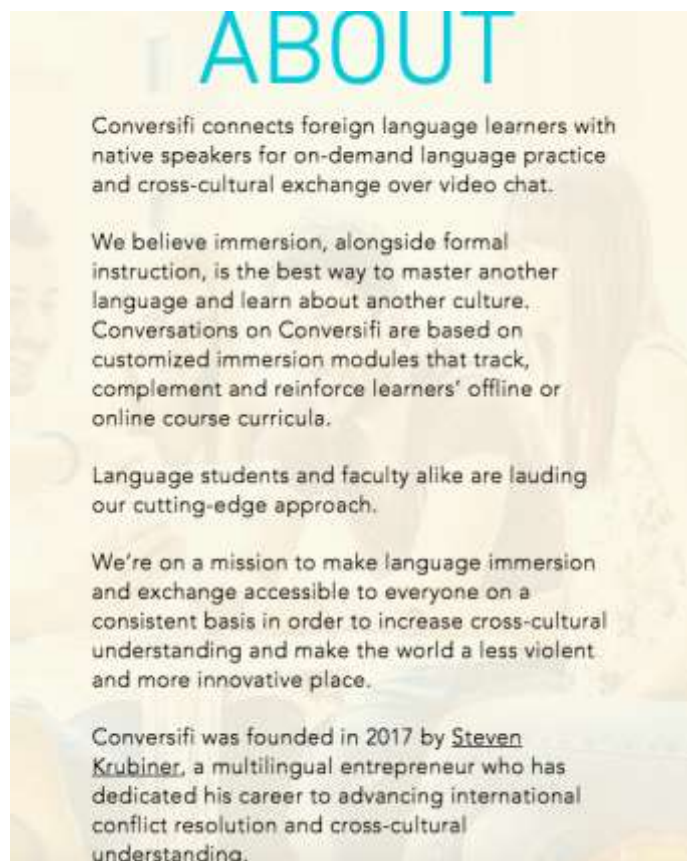 ABOUT
Conversifi connects foreign language learners with
native speakers for on-demand language practice
and cross-cultural exchange over video chat.
We believe immersion, alongside formal
instruction, is the best way to master another
language and learn about another culture.
Conversations on Conversifi are based on
customized immersion modules that track,
complement and reinforce learners' offline or
online course curricula.
Language students and faculty alike are lauding
our cutting-edge approach.
We're on a mission to make language immersion
and exchange accessible to everyone on a
consistent basis in order to increase cross-cultural
understanding and make the world a less violent
and more innovative place.
Conversifi was founded in 2017 by Steven
Krubiner, a multilingual entrepreneur who has
dedicated his career to advancing international
conflict resolution and cross-cultural
understanding.